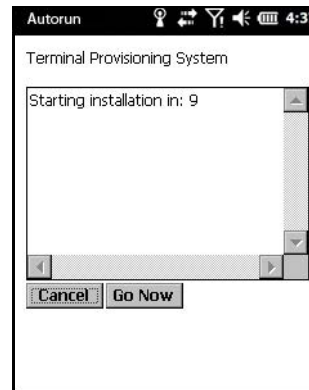 Autorun 4:3
Terminal Provisioning System
Starting installation in: 9
Cancel Go Now